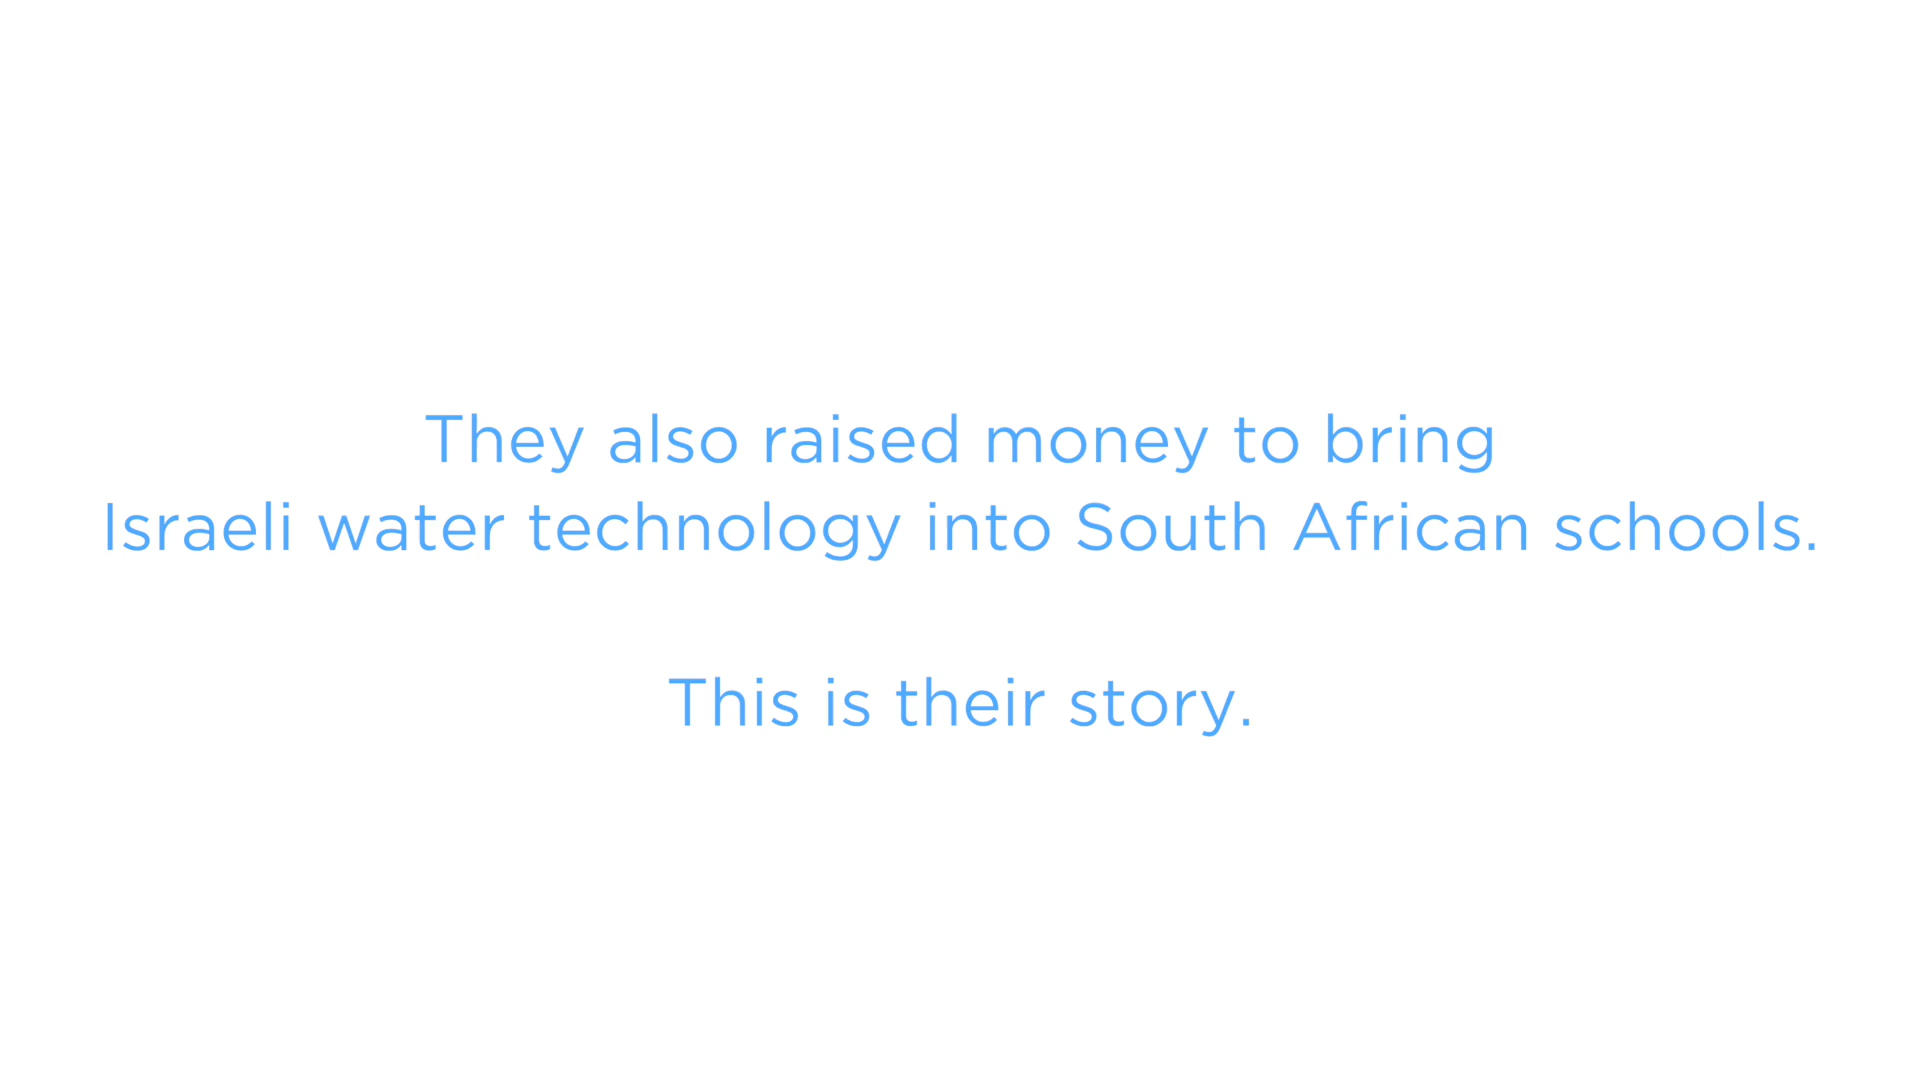 They also raised money to bring
Israeli water technology into South African schools.
This is their story.